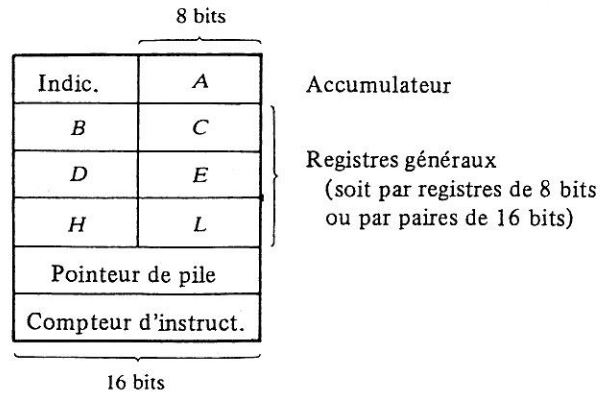 8 bits
Indic. A Accumulateur
B C
D E
H L
Registres généraux
(soit par registres de 8 bits
ou par paires de 16 bits)
Pointeur de pile
Compteur d'instruct.
16 bits